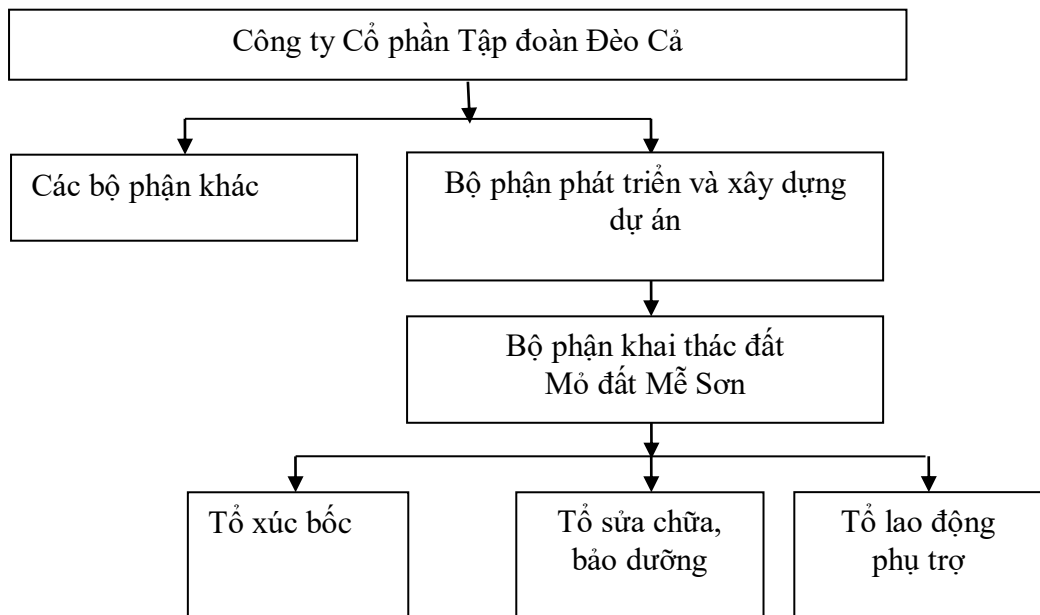 Công ty Cổ phần Tập đoàn Đèo Cả
Các bộ phận khác
Bộ phận phát triển và xây dựng
dự án
Bộ phận khai thác đất
Mỏ đất Mễ Sơn
Tổ xúc bốc
Tổ sửa chữa,
bảo dưỡng
Tổ lao động
phụ trợ